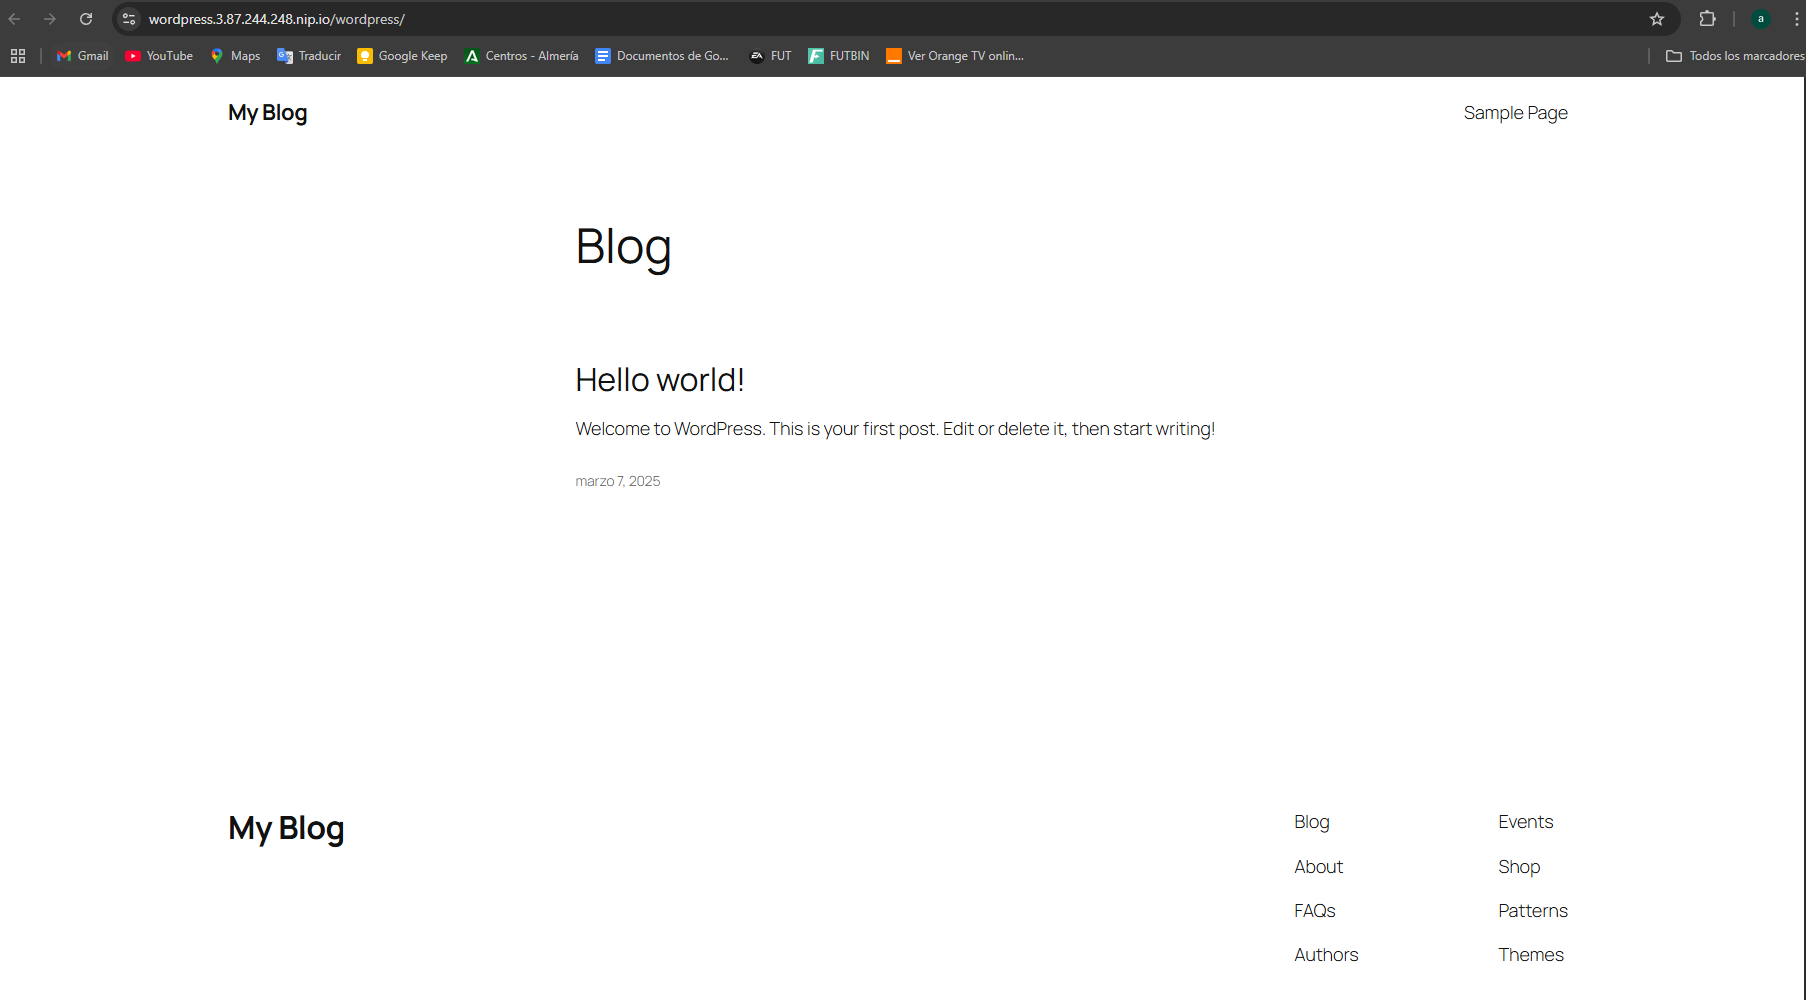 wordpress.3.87.244.248.nip.io/wordpress/
a
Gmail YouTube Maps Traducir Google Keep Centros - Almería Documentos de Go... FUT FUTBIN Ver Orange TV onlin... Todos los marcadores
My Blog Sample Page
Blog
Hello world!
Welcome to WordPress. This is your first post. Edit or delete it, then start writing!
marzo 7, 2025
My Blog
Blog Events
About Shop
FAQs Patterns
Authors Themes